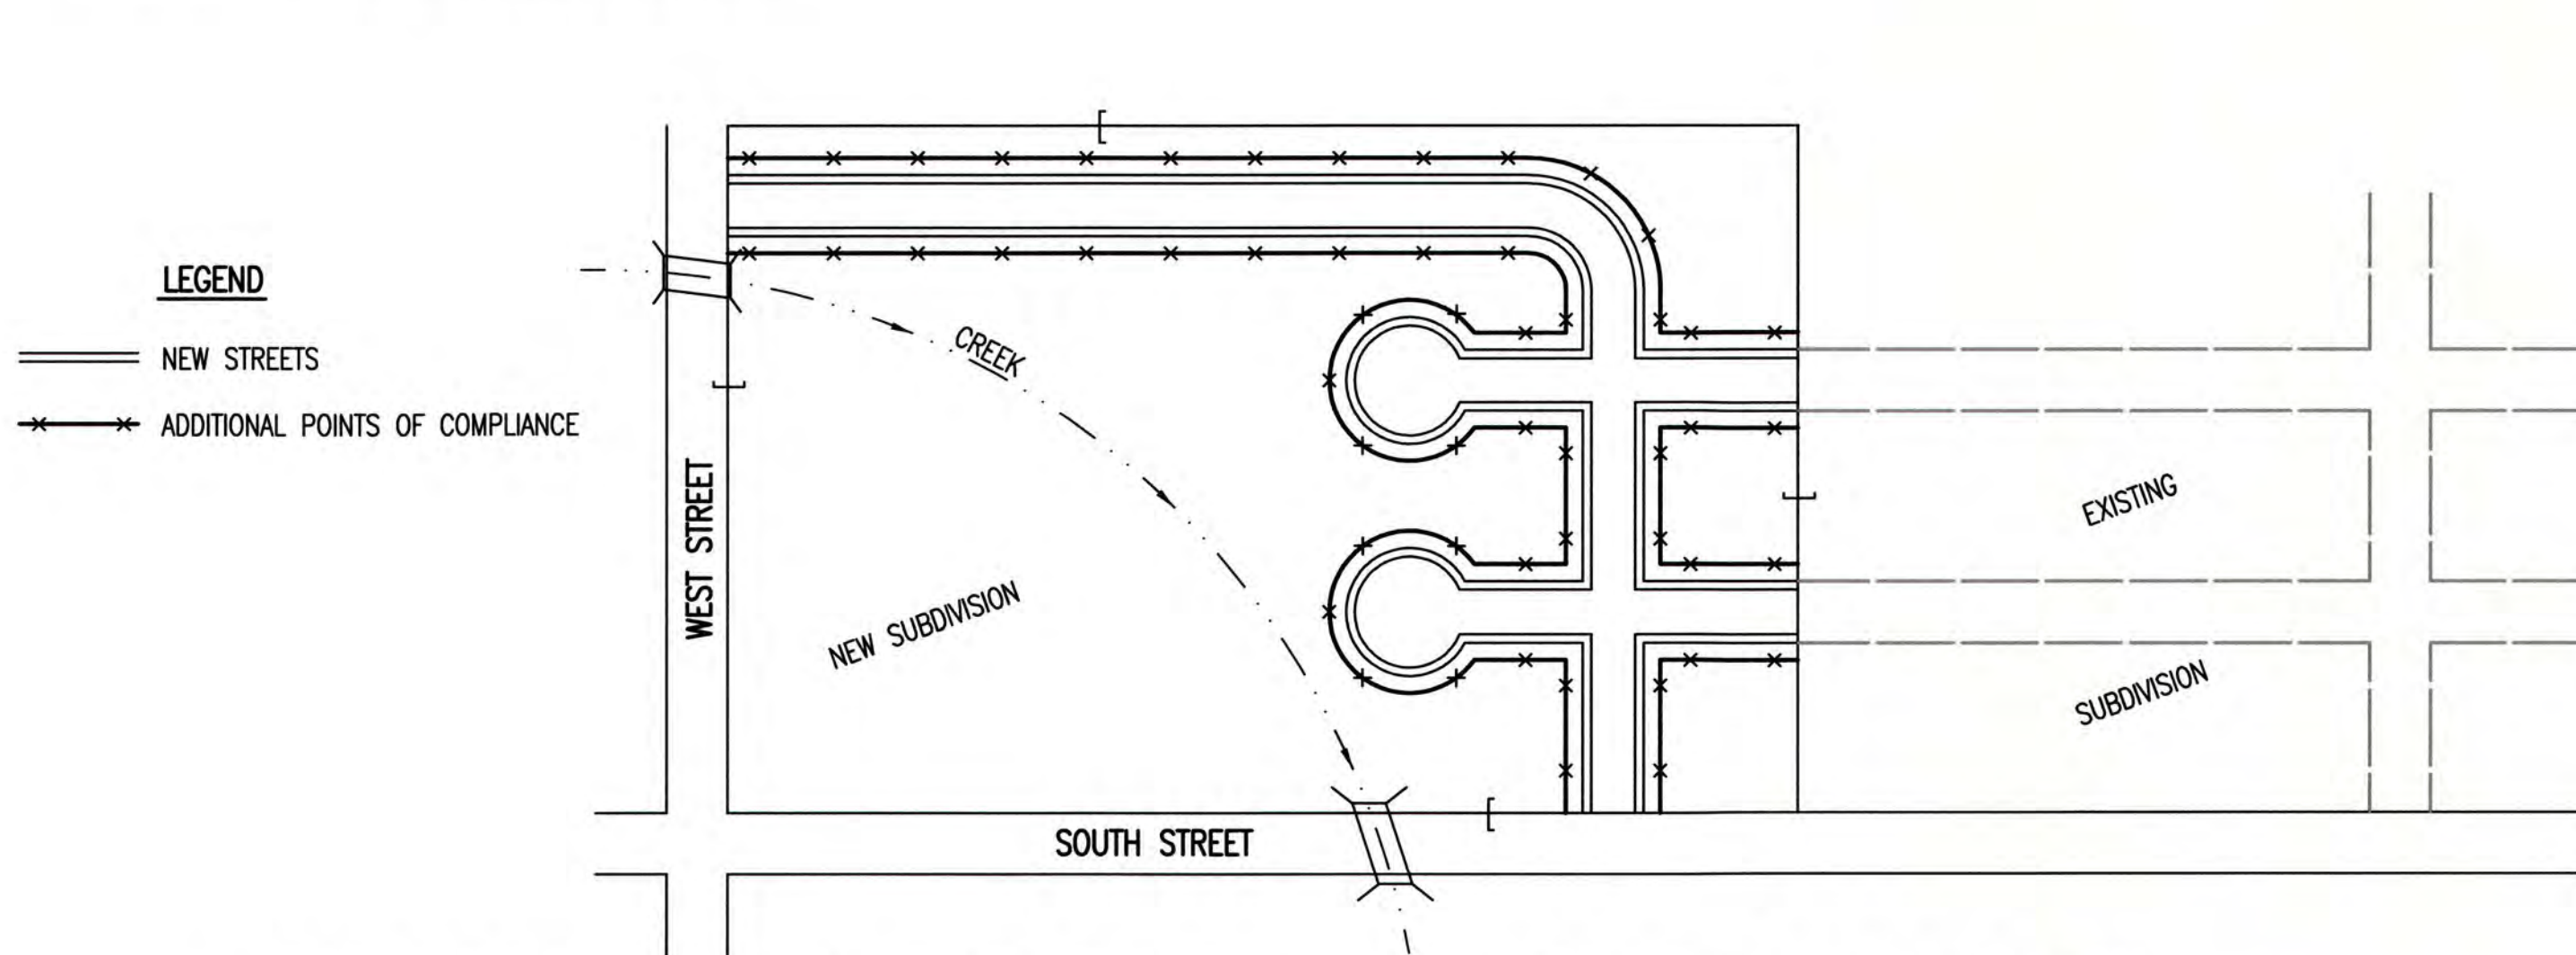 LEGEND
NEW STREETS
ADDITIONAL POINTS OF COMPLIANCE
CREEK
WEST STREET
NEW SUBDIVISION
SOUTH STREET
EXISTING
SUBDIVISION